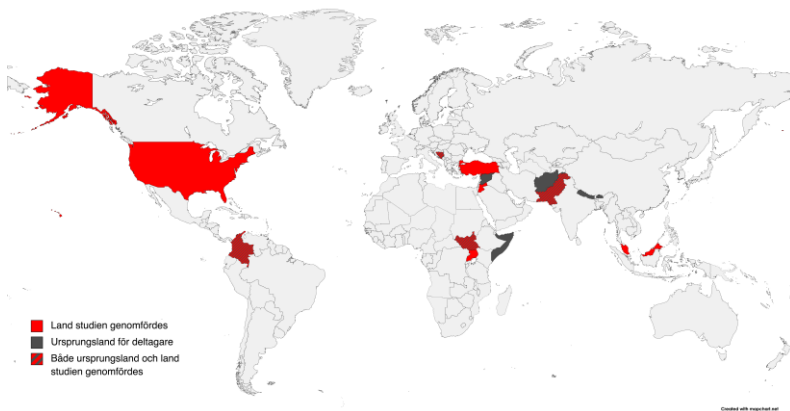 Land studien genomfördes
Ursprungsland för deltagare
Både ursprungsland och land
studien genomfördes
Created with mapchart.net